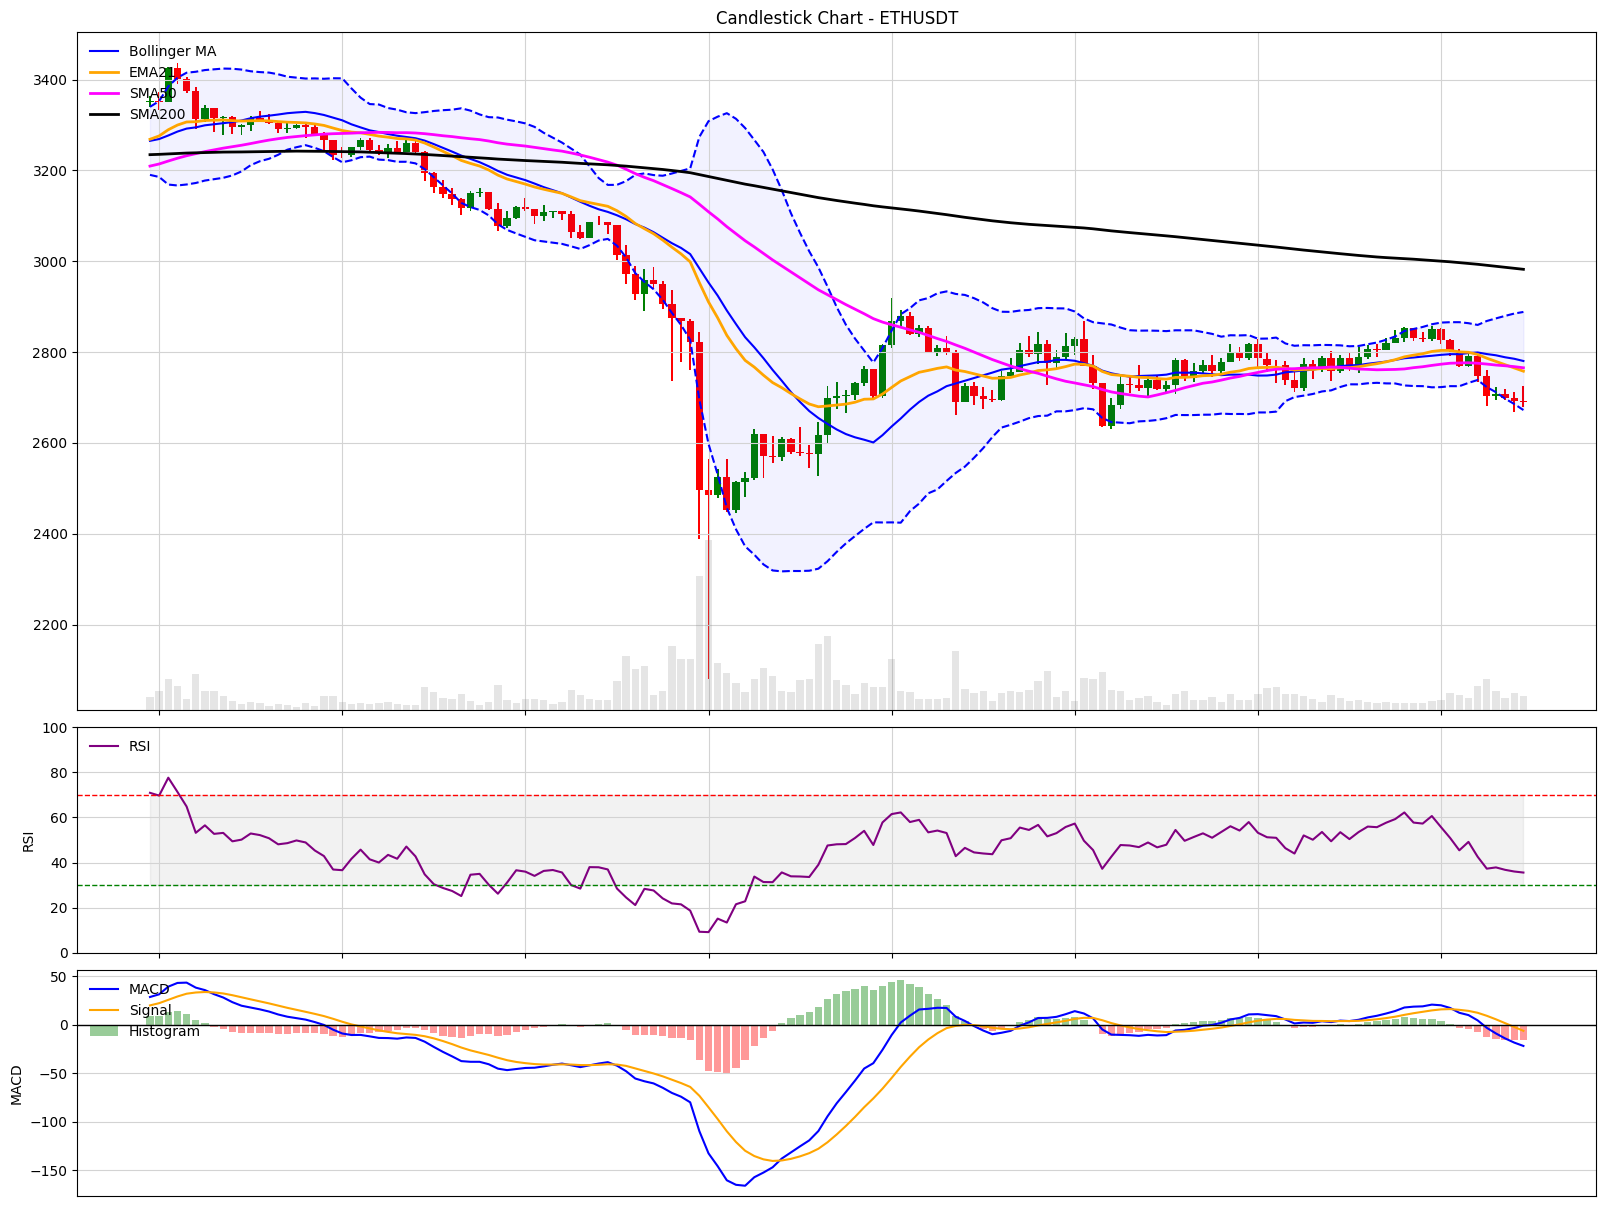 Candlestick Chart - ETHUSDT
Bollinger MA
EMA21
SMA50
SMA200
3400
3200
3000
2800
2600
2400
2200
RSI
100
80
60
40
20
0
RSI
MACD
Signal
Histogram
50
0
−50
−100
−150
MACD